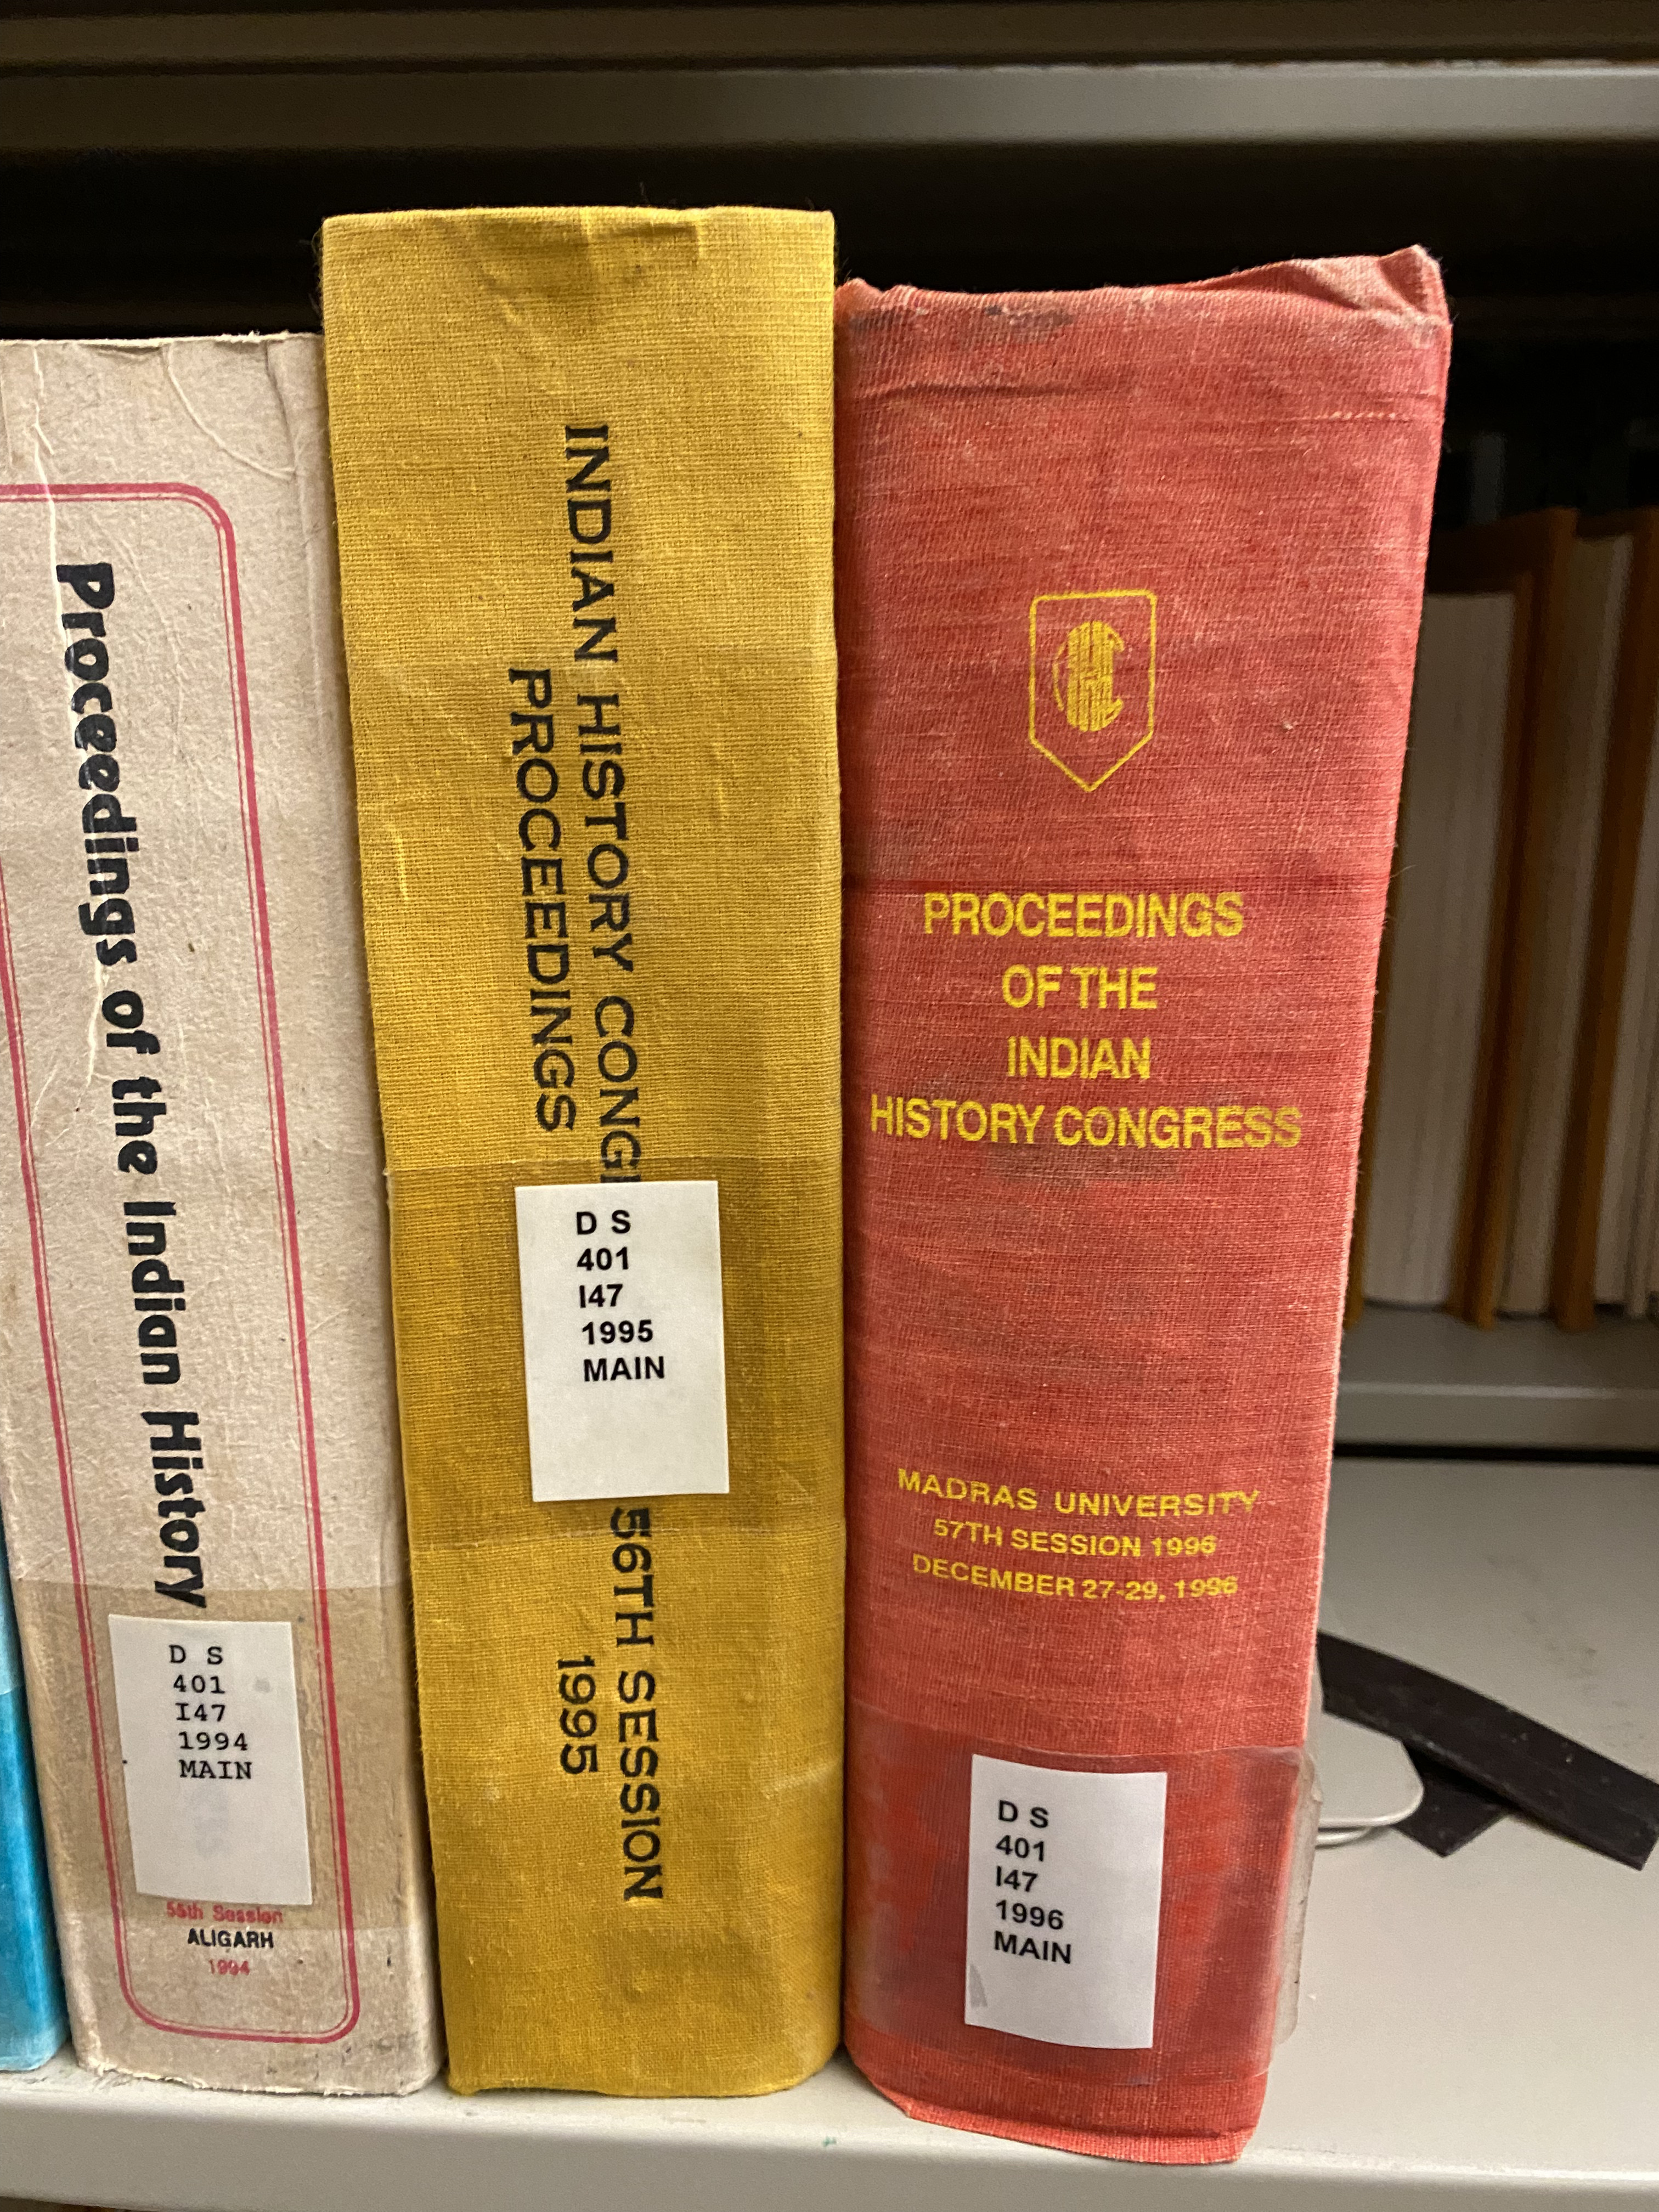 Proceedings of the Indian History
D S
401
I47
1994
MAIN
55th Session
ALIGARH
1994
INDIAN HISTORY
PROCEEDINGS
D S
401
I47
1995
MAIN
56TH SESSION
1995
PROCEEDINGS
OF THE
INDIAN
HISTORY CONGRESS
MADRAS UNIVERSITY
57TH SESSION 1996
DECEMBER 27-29, 1996
D S
401
I47
1996
MAIN